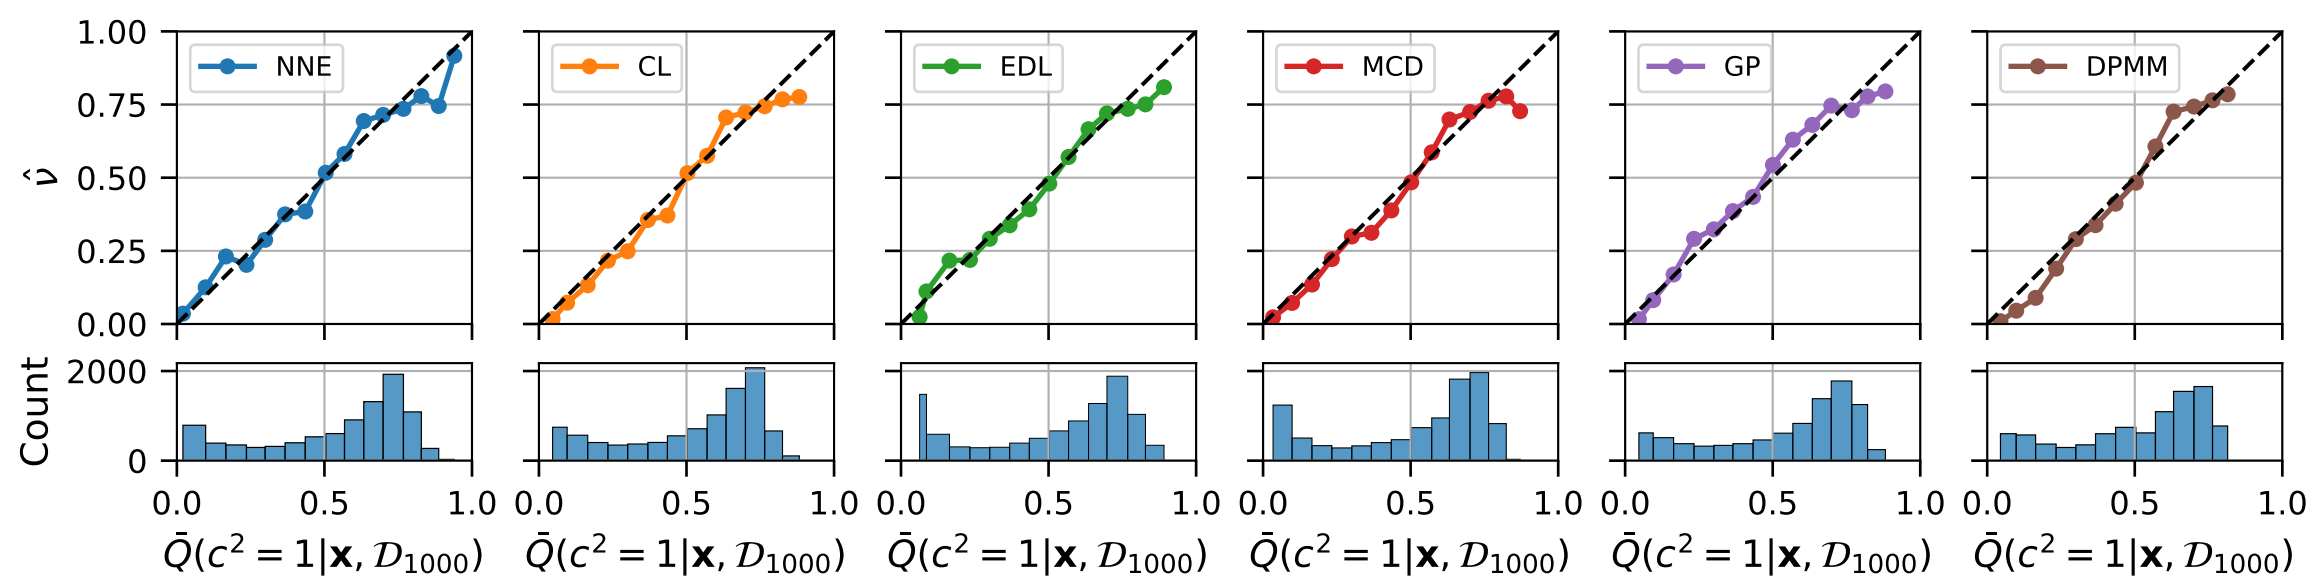 1.00
0.75
0.50
0.25
0.00
ν̂
NNE
CL
EDL
MCD
GP
DPMM
2000
0
Count
0.0 0.5 1.0 0.0 0.5 1.0 0.0 0.5 1.0 0.0 0.5 1.0 0.0 0.5 1.0 0.0 0.5 1.0
Q̄(c² = 1|x, 𝒟₁₀₀₀) Q̄(c² = 1|x, 𝒟₁₀₀₀) Q̄(c² = 1|x, 𝒟₁₀₀₀) Q̄(c² = 1|x, 𝒟₁₀₀₀) Q̄(c² = 1|x, 𝒟₁₀₀₀) Q̄(c² = 1|x, 𝒟₁₀₀₀)